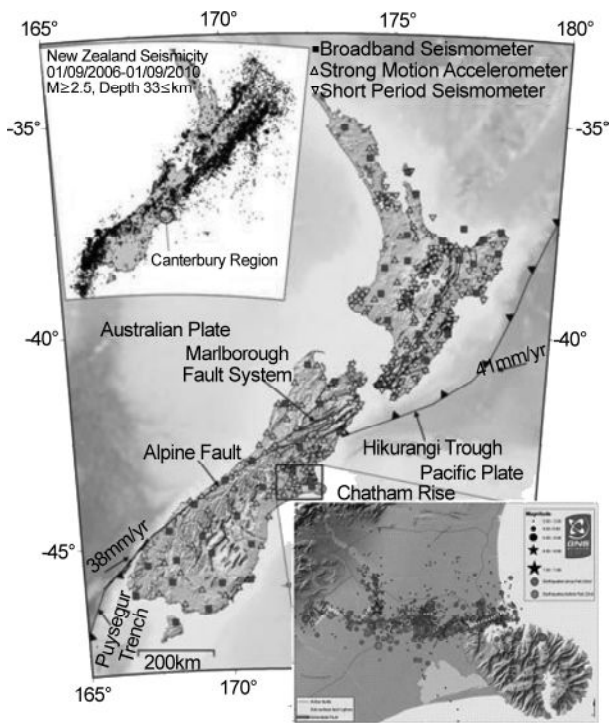 165°
170°
175°
180°
New Zealand Seismicity
01/09/2006-01/09/2010
M≥2.5, Depth 33≤km
Canterbury Region
■Broadband Seismometer
△Strong Motion Accelerometer
▽Short Period Seismometer
-35°
-35°
Australian Plate
Marlborough
Fault System
-40°
-40°
41mm/yr
Hikurangi Trough
Alpine Fault
Pacific Plate
Chatham Rise
38mm/yr
-45°
Puysegur
Trench
200km
165°
170°
Magnitude
GNS